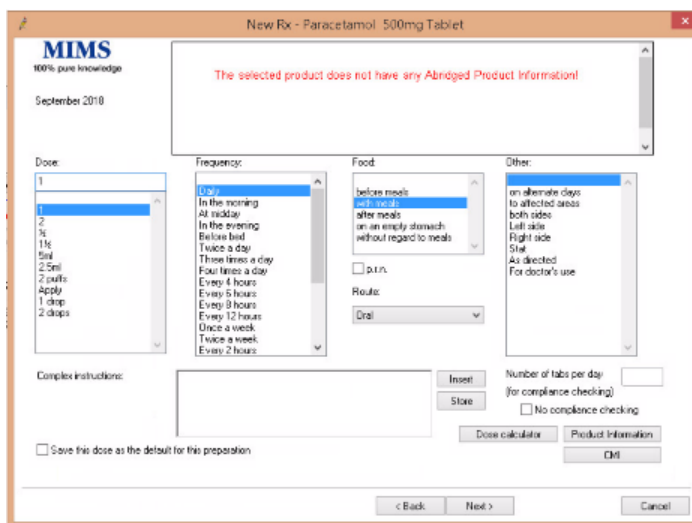 New Rx - Paracetamol 500mg Tablet
MIMS
100% pure knowledge
September 2018
The selected product does not have any Abridged Product Information!
Dose:
1
1
2
½
1½
5ml
2.5ml
2 puffs
Apply
1 drop
2 drops
Frequency:
Daily
In the morning
At midday
In the evening
Before bed
Twice a day
Three times a day
Four times a day
Every 4 hours
Every 6 hours
Every 8 hours
Every 12 hours
Once a week
Twice a week
Every 2 hours
Food:
before meals
with meals
after meals
on an empty stomach
without regard to meals
p.r.n.
Route:
Oral
Other:
on alternate days
to affected areas
both sides
Left side
Right side
Stat
As directed
For doctor's use
Complex instructions:
Insert
Store
Number of tabs per day
(for compliance checking)
No compliance checking
Dose calculator
Product Information
CMI
Save this dose as the default for this preparation
< Back
Next >
Cancel